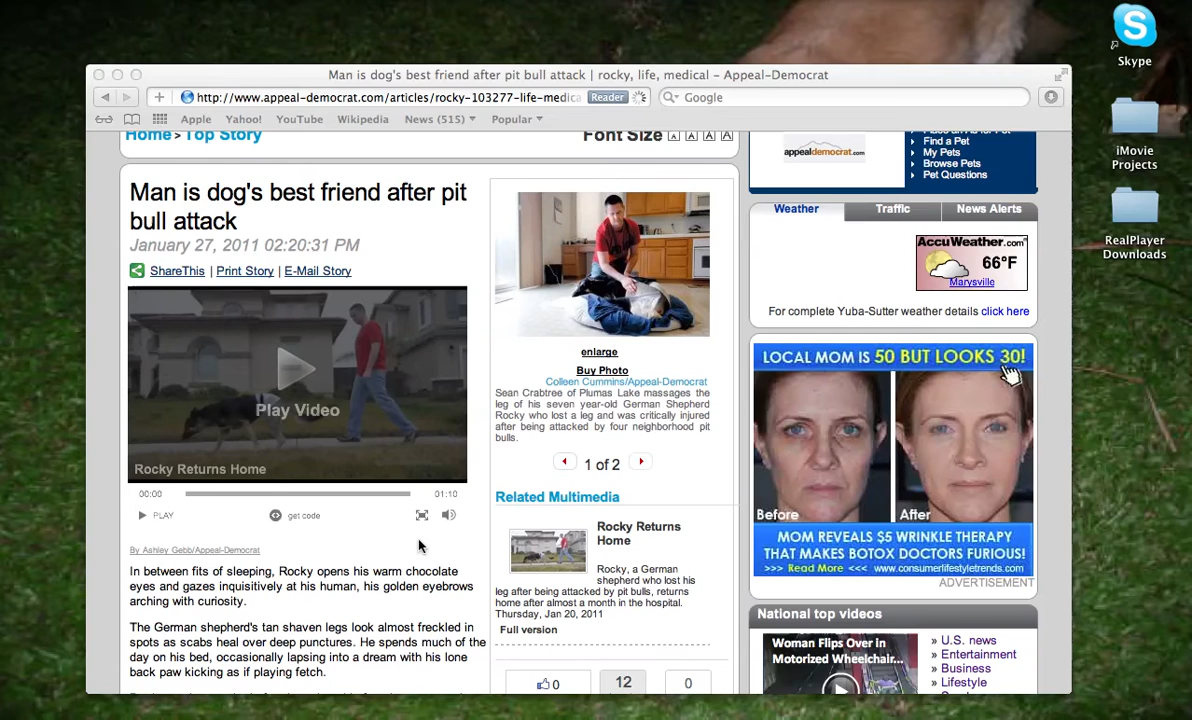 Skype
iMovie
Projects
RealPlayer
Downloads
Man is dog's best friend after pit bull attack | rocky, life, medical – Appeal-Democrat
http://www.appeal-democrat.com/articles/rocky-103277-life-medica
Reader
Google
Apple
Yahoo!
YouTube
Wikipedia
News (515)
Popular
Home > Top Story
Font Size A A A A
Man is dog's best friend after pit
bull attack
January 27, 2011 02:20:31 PM
ShareThis | Print Story | E-Mail Story
Play Video
Rocky Returns Home
00:00
01:10
PLAY
get code
By Ashley Gebb/Appeal-Democrat
In between fits of sleeping, Rocky opens his warm chocolate
eyes and gazes inquisitively at his human, his golden eyebrows
arching with curiosity.
The German shepherd's tan shaven legs look almost freckled in
spots as scabs heal over deep punctures. He spends much of the
day on his bed, occasionally lapsing into a dream with his lone
back paw kicking as if playing fetch.
enlarge
Buy Photo
Colleen Cummins/Appeal-Democrat
Sean Crabtree of Plumas Lake massages the
leg of his seven year-old German Shepherd
Rocky who lost a leg and was critically injured
after being attacked by four neighborhood pit
bulls.
1 of 2
Related Multimedia
Rocky Returns
Home
Rocky, a German
shepherd who lost his
leg after being attacked by pit bulls, returns
home after almost a month in the hospital.
Thursday, Jan 20, 2011
Full version
0
12
0
appealdemocrat.com
Find a Pet
My Pets
Browse Pets
Pet Questions
Weather
Traffic
News Alerts
AccuWeather.com
66°F
Marysville
For complete Yuba-Sutter weather details click here
LOCAL MOM IS 50 BUT LOOKS 30!
Before
After
MOM REVEALS $5 WRINKLE THERAPY
THAT MAKES BOTOX DOCTORS FURIOUS!
>>> Read More <<< www.consumerlifestyletrends.com
ADVERTISEMENT
National top videos
Woman Flips Over in
Motorized Wheelchair...
» U.S. news
» Entertainment
» Business
» Lifestyle